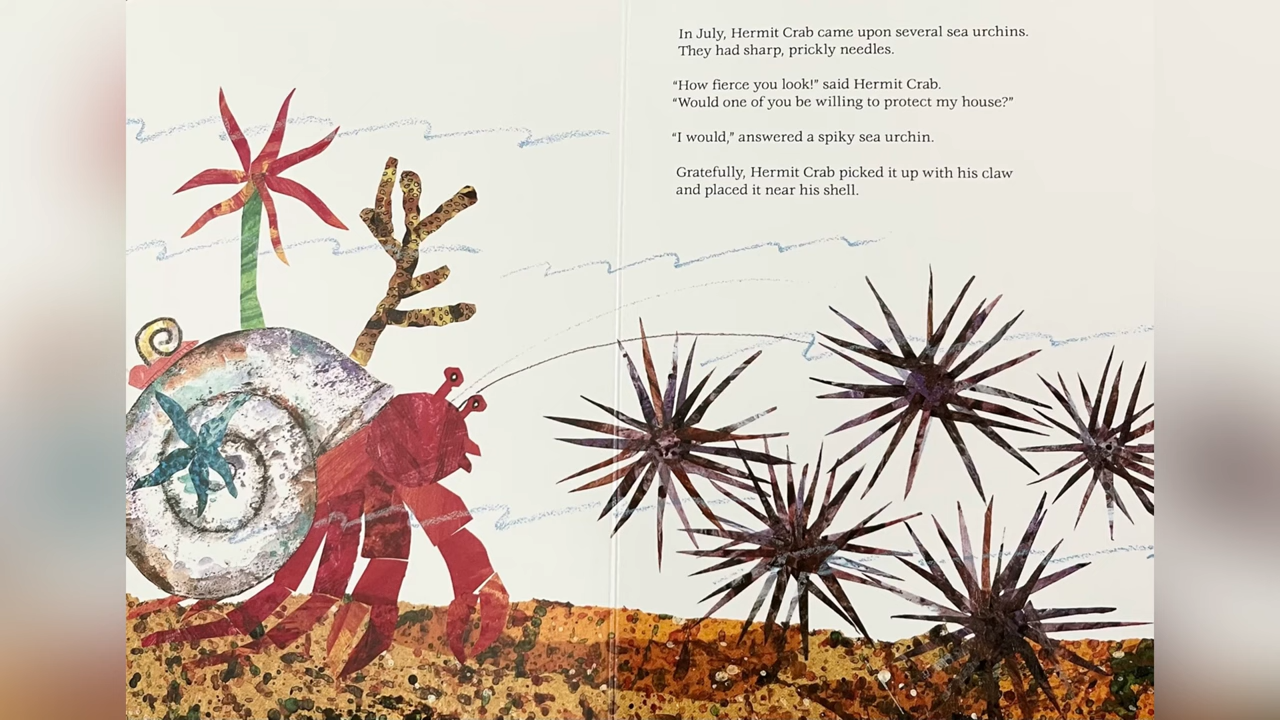 In July, Hermit Crab came upon several sea urchins.
They had sharp, prickly needles.
“How fierce you look!” said Hermit Crab.
“Would one of you be willing to protect my house?”
“I would,” answered a spiky sea urchin.
Gratefully, Hermit Crab picked it up with his claw
and placed it near his shell.